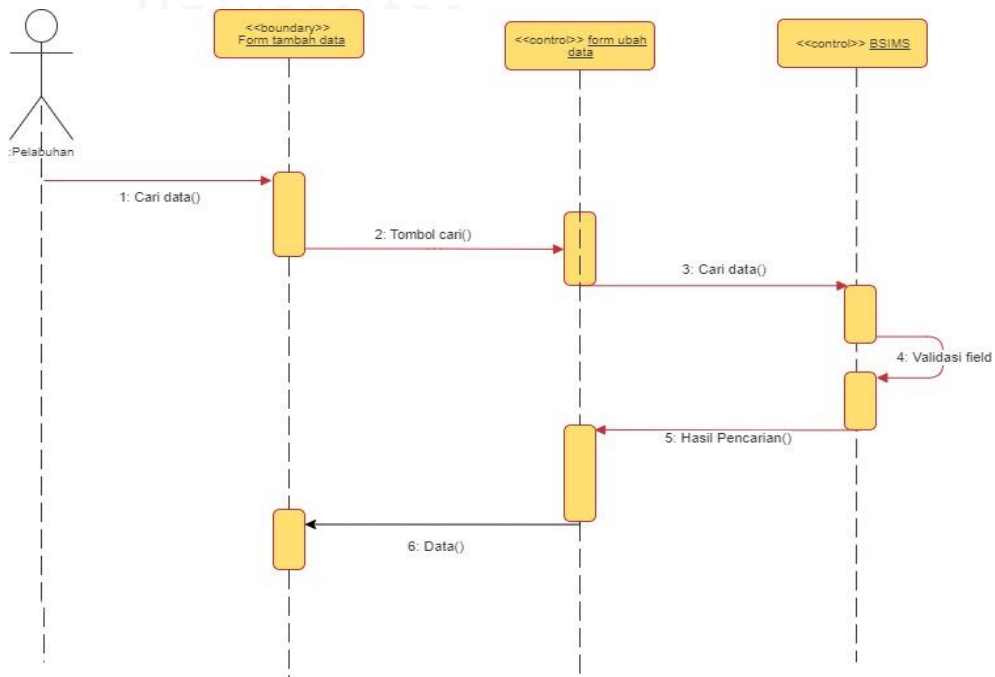 <<boundary>>
Form tambah data
<<control>> form ubah
data
<<control>> BSIMS
:Pelabuhan
1: Cari data()
2: Tombol cari()
3: Cari data()
4: Validasi field
5: Hasil Pencarian()
6: Data()